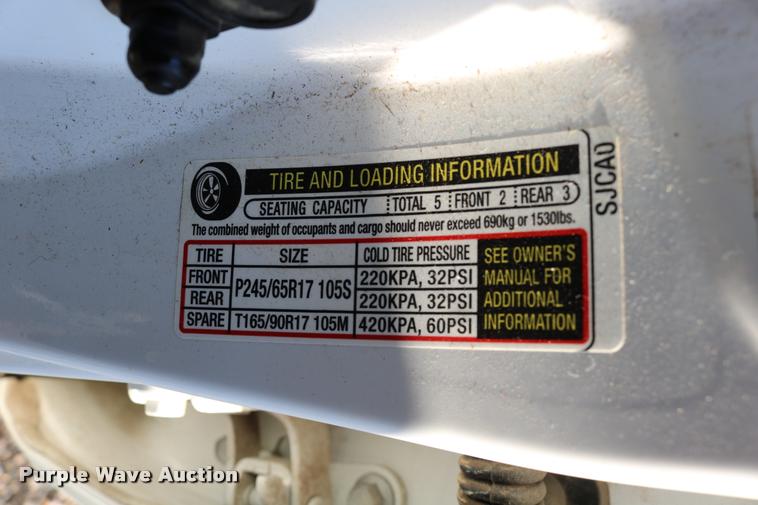 TIRE AND LOADING INFORMATION
SEATING CAPACITY TOTAL 5 FRONT 2 REAR 3
The combined weight of occupants and cargo should never exceed 690kg or 1530lbs.
TIRE SIZE COLD TIRE PRESSURE SEE OWNER'S MANUAL FOR ADDITIONAL INFORMATION
FRONT P245/65R17 105S 220KPA, 32PSI
REAR 220KPA, 32PSI
SPARE T165/90R17 105M 420KPA, 60PSI
SJCA0
Purple Wave Auction